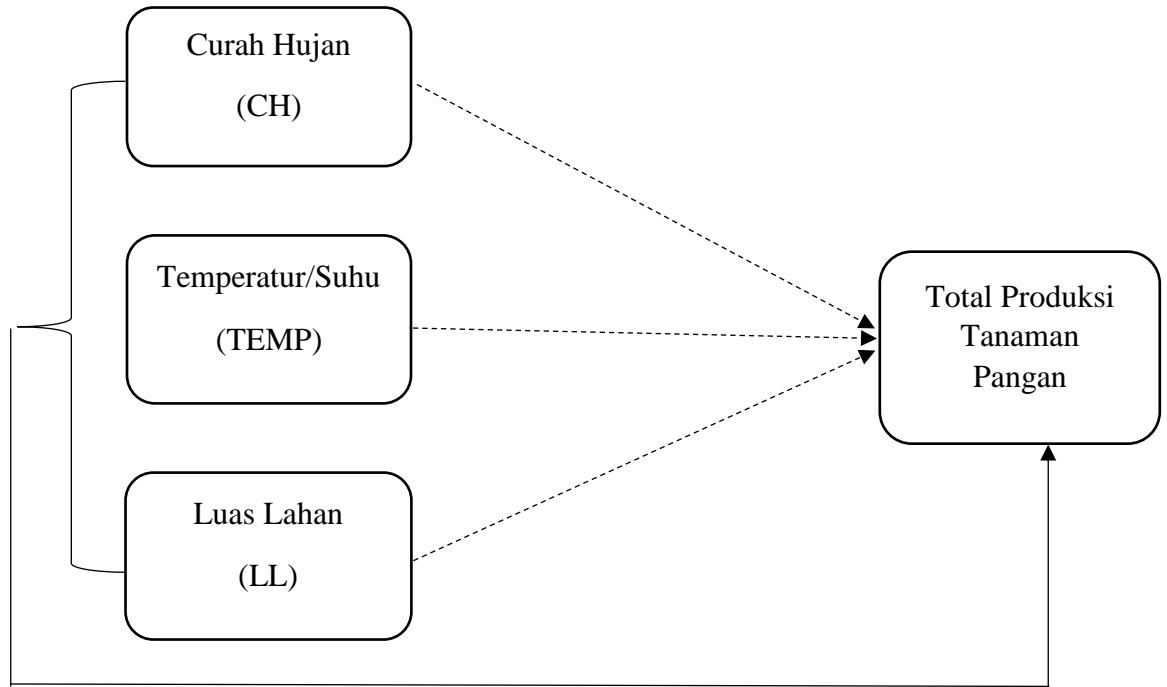 Curah Hujan
(CH)
Temperatur/Suhu
(TEMP)
Luas Lahan
(LL)
Total Produksi
Tanaman
Pangan